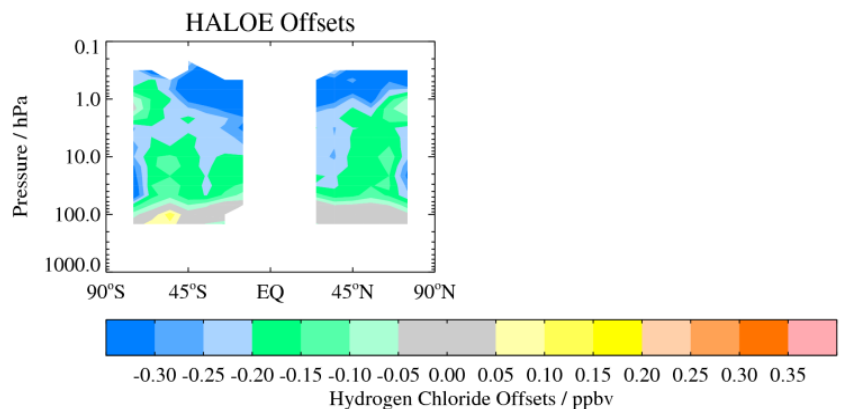 HALOE Offsets
0.1
1.0
10.0
100.0
1000.0
Pressure / hPa
90°S 45°S EQ 45°N 90°N
-0.30 -0.25 -0.20 -0.15 -0.10 -0.05 0.00 0.05 0.10 0.15 0.20 0.25 0.30 0.35
Hydrogen Chloride Offsets / ppbv